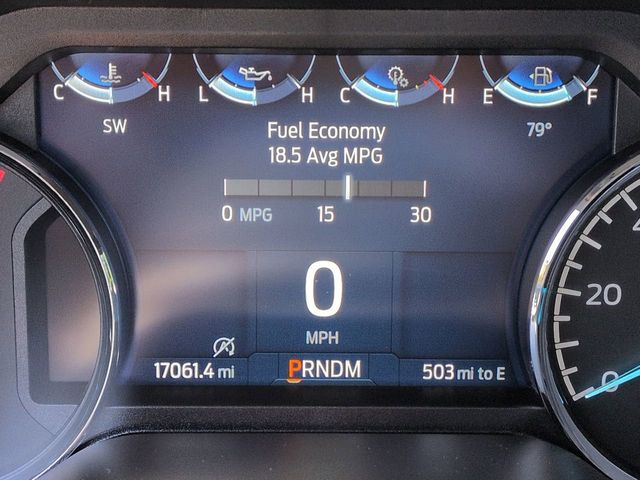 C H L H C H E F
SW
79°
Fuel Economy
18.5 Avg MPG
0 MPG 15 30
0
MPH
17061.4 mi
PRNDM
503 mi to E
20
0